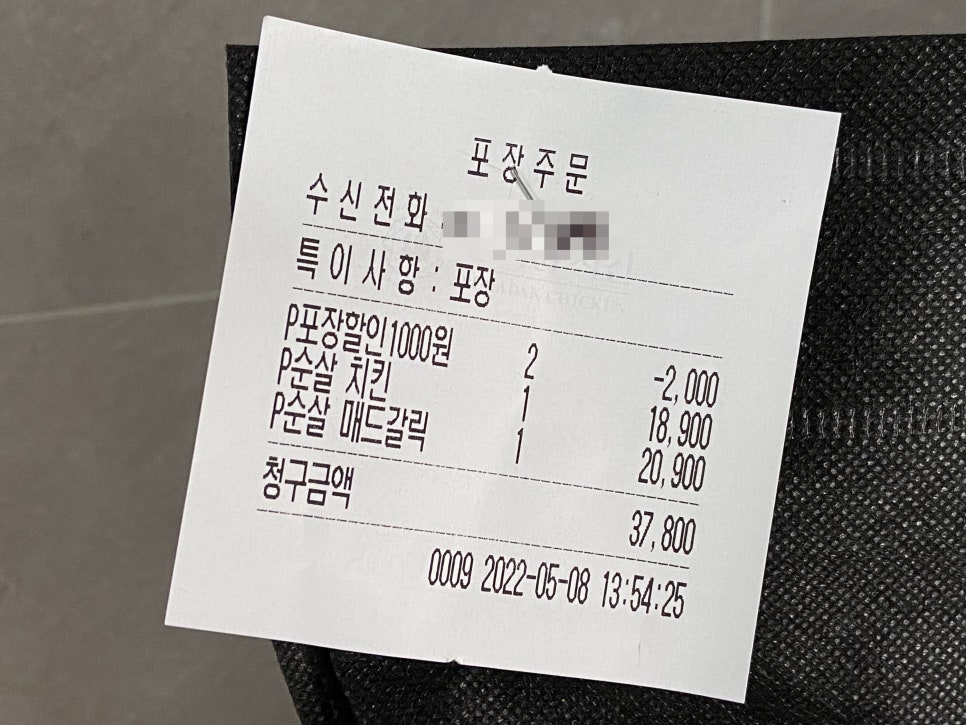 포장주문
수신전화
특이사항 : 포장
P포장할인1000원 2 -2,000
P순살 치킨 1 18,900
P순살 매드갈릭 1 20,900
청구금액 37,800
0009 2022-05-08 13:54:25